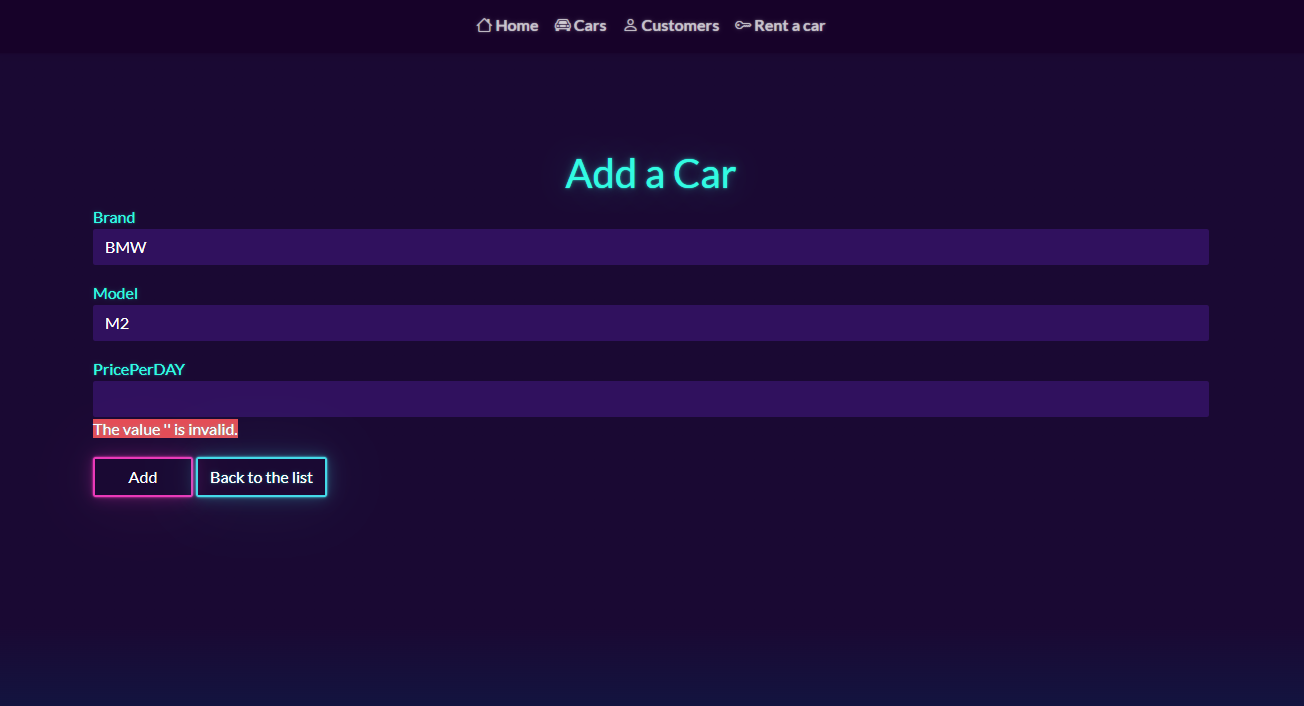 Home Cars Customers Rent a car
Add a Car
Brand
BMW
Model
M2
PricePerDAY
The value '' is invalid.
Add Back to the list